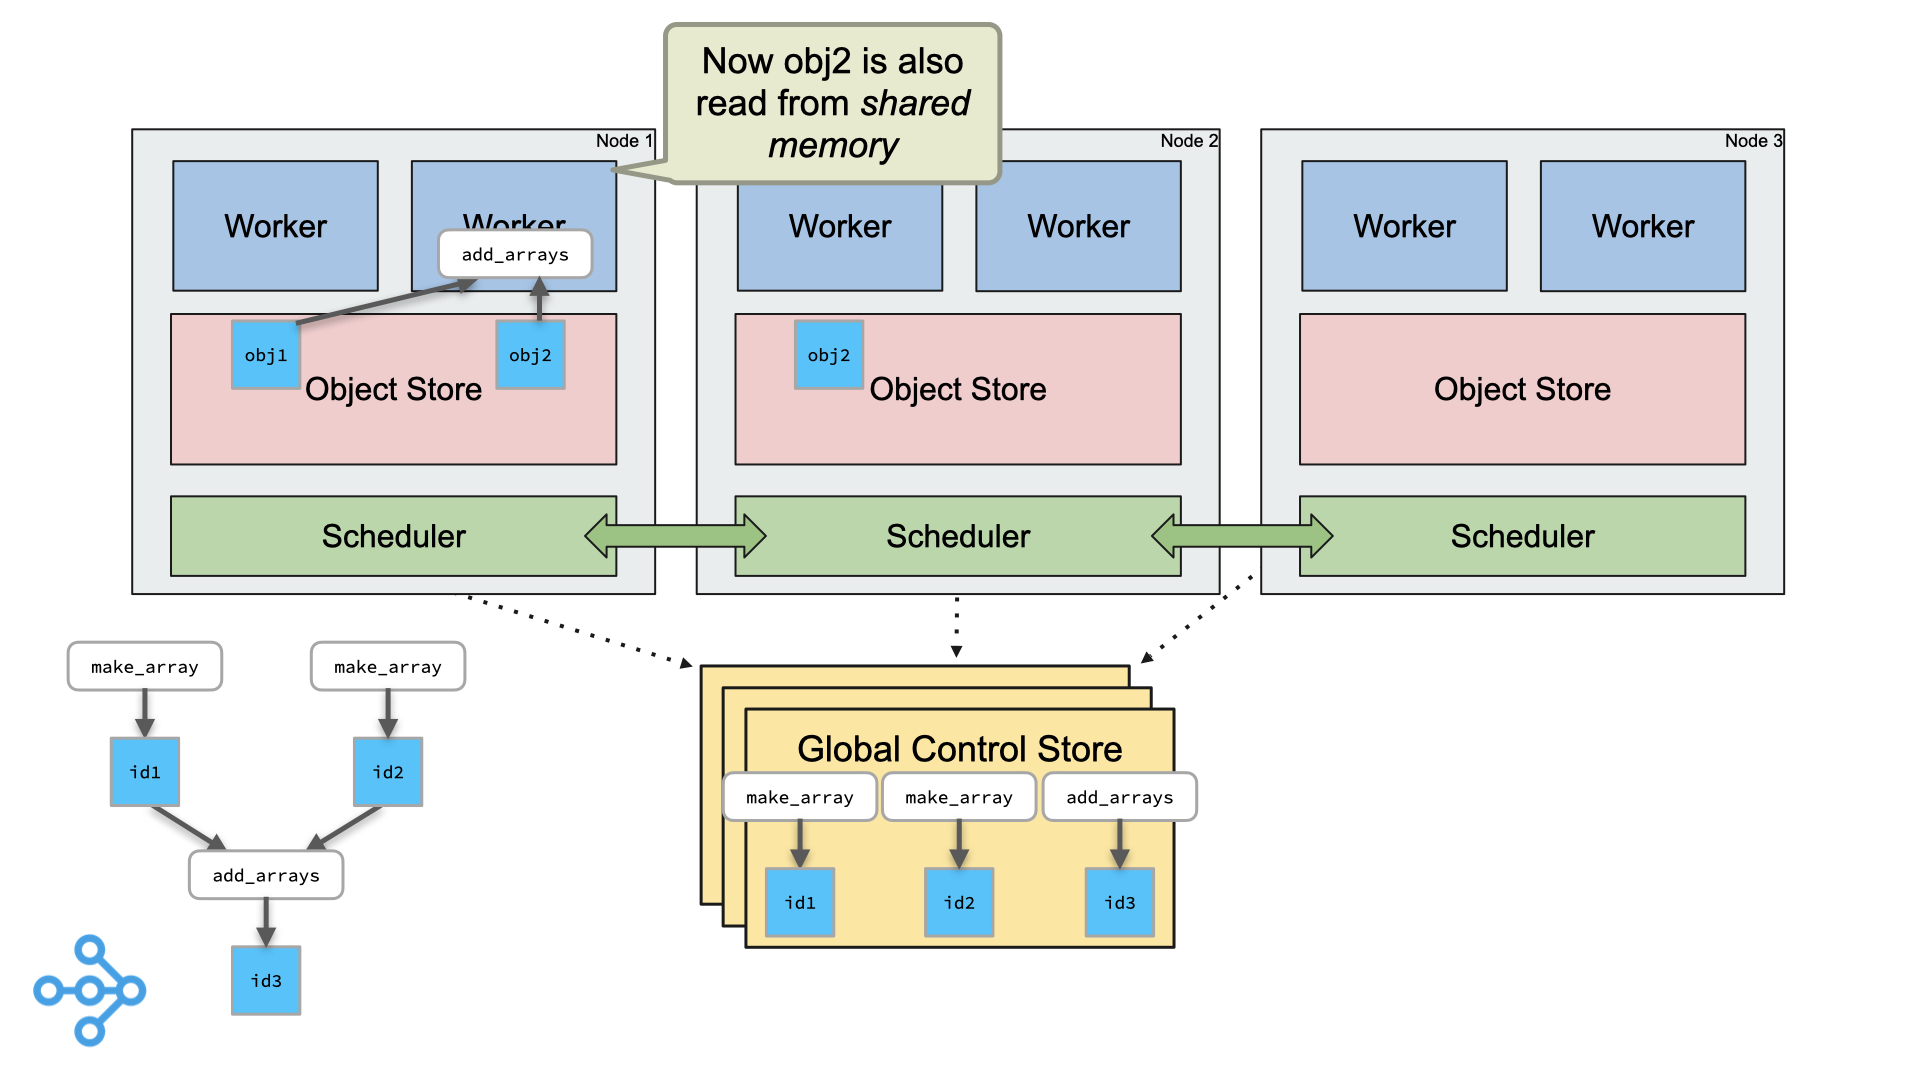 Now obj2 is also
read from shared
memory
Node 1
Node 2
Node 3
Worker
Worker
Worker
Worker
Worker
Worker
add_arrays
obj1
obj2
Object Store
obj2
Object Store
Object Store
Scheduler
Scheduler
Scheduler
make_array
make_array
id1
id2
add_arrays
id3
Global Control Store
make_array
make_array
add_arrays
id1
id2
id3